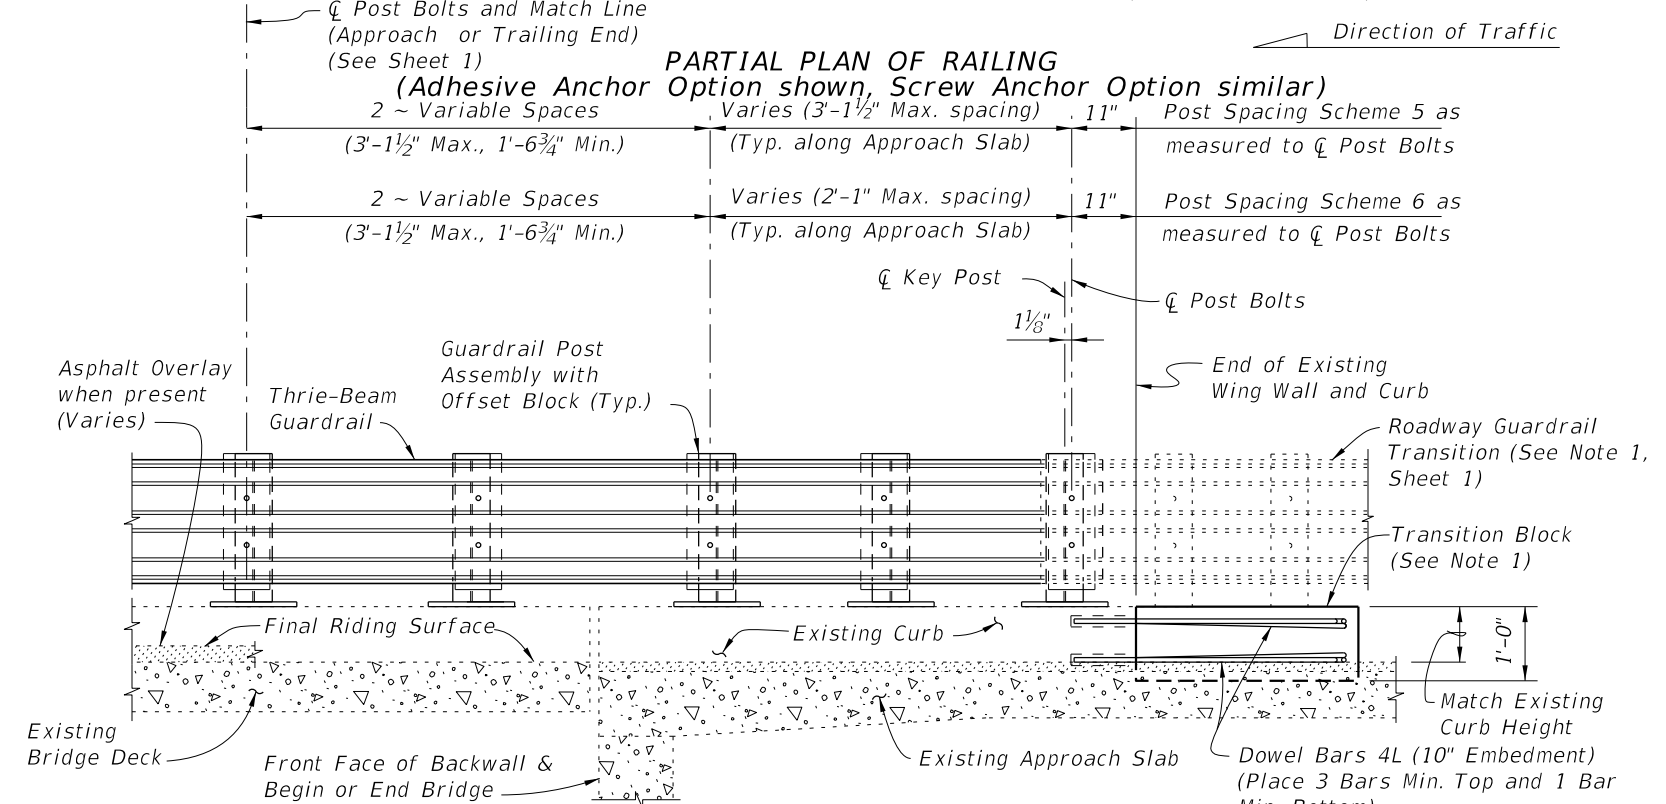 ℄ Post Bolts and Match Line
(Approach or Trailing End)
(See Sheet 1)
Direction of Traffic
PARTIAL PLAN OF RAILING
(Adhesive Anchor Option shown, Screw Anchor Option similar)
2 ~ Variable Spaces
(3'-1½" Max., 1'-6¾" Min.)
Varies (3'-1½" Max. spacing)
(Typ. along Approach Slab)
11"
Post Spacing Scheme 5 as
measured to ℄ Post Bolts
2 ~ Variable Spaces
(3'-1½" Max., 1'-6¾" Min.)
Varies (2'-1" Max. spacing)
(Typ. along Approach Slab)
11"
Post Spacing Scheme 6 as
measured to ℄ Post Bolts
℄ Key Post
℄ Post Bolts
1⅛"
Asphalt Overlay
when present
(Varies)
Thrie-Beam
Guardrail
Guardrail Post
Assembly with
Offset Block (Typ.)
End of Existing
Wing Wall and Curb
Roadway Guardrail
Transition (See Note 1,
Sheet 1)
Transition Block
(See Note 1)
Final Riding Surface
Existing Curb
1'-0"
Match Existing
Curb Height
Existing
Bridge Deck
Front Face of Backwall &
Begin or End Bridge
Existing Approach Slab
Dowel Bars 4L (10" Embedment)
(Place 3 Bars Min. Top and 1 Bar
Min. Bottom)